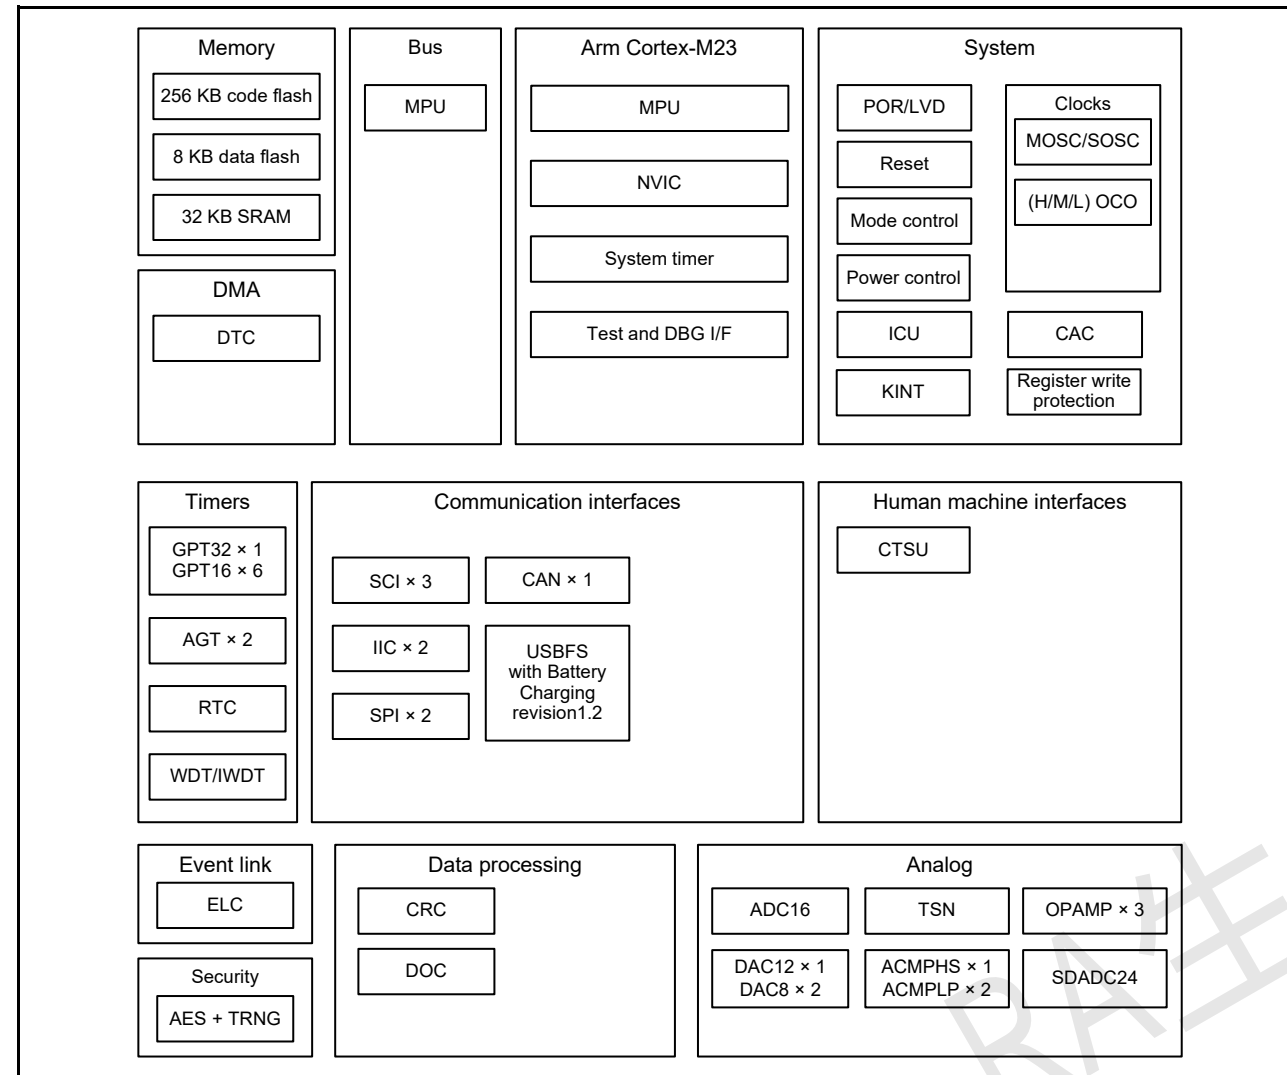 Memory
256 KB code flash
8 KB data flash
32 KB SRAM
DMA
DTC
Bus
MPU
Arm Cortex-M23
MPU
NVIC
System timer
Test and DBG I/F
System
POR/LVD
Reset
Mode control
Power control
ICU
KINT
Clocks
MOSC/SOSC
(H/M/L) OCO
CAC
Register write
protection
Timers
GPT32 × 1
GPT16 × 6
AGT × 2
RTC
WDT/IWDT
Communication interfaces
SCI × 3
IIC × 2
SPI × 2
CAN × 1
USBFS
with Battery
Charging
revision1.2
Human machine interfaces
CTSU
Event link
ELC
Security
AES + TRNG
Data processing
CRC
DOC
Analog
ADC16
TSN
OPAMP × 3
DAC12 × 1
DAC8 × 2
ACMPHS × 1
ACMPLP × 2
SDADC24
RA生